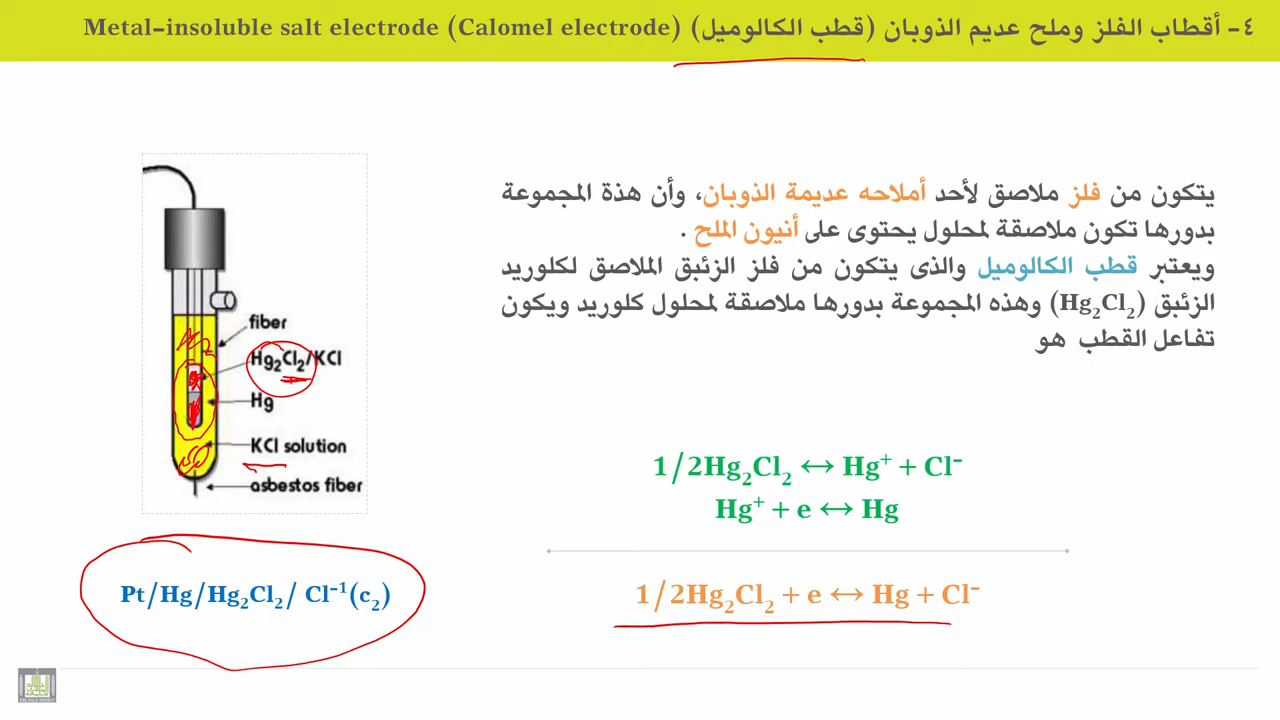 ٤- أقطاب الفلز وملح عديم الذوبان (قطب الكالوميل) Metal-insoluble salt electrode (Calomel electrode)
يتكون من فلز ملاصق لأحد أملاحه عديمة الذوبان، وأن هذة المجموعة
بدورها تكون ملاصقة لمحلول يحتوى على أنيون الملح .
ويعتبر قطب الكالوميل والذى يتكون من فلز الزئبق الملاصق لكلوريد
الزئبق (Hg₂Cl₂) وهذه المجموعة بدورها ملاصقة لمحلول كلوريد ويكون
تفاعل القطب هو
fiber
Hg₂Cl₂/KCl
Hg
KCl solution
asbestos fiber
1/2Hg₂Cl₂ ↔ Hg⁺ + Cl⁻
Hg⁺ + e ↔ Hg
1/2Hg₂Cl₂ + e ↔ Hg + Cl⁻
Pt/Hg/Hg₂Cl₂/ Cl⁻¹(c₂)